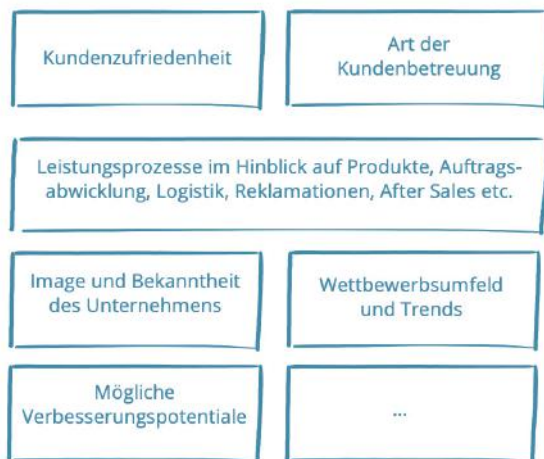 Kundenzufriedenheit
Art der
Kundenbetreuung
Leistungsprozesse im Hinblick auf Produkte, Auftrags-
abwicklung, Logistik, Reklamationen, After Sales etc.
Image und Bekanntheit
des Unternehmens
Wettbewerbsumfeld
und Trends
Mögliche
Verbesserungspotentiale
...